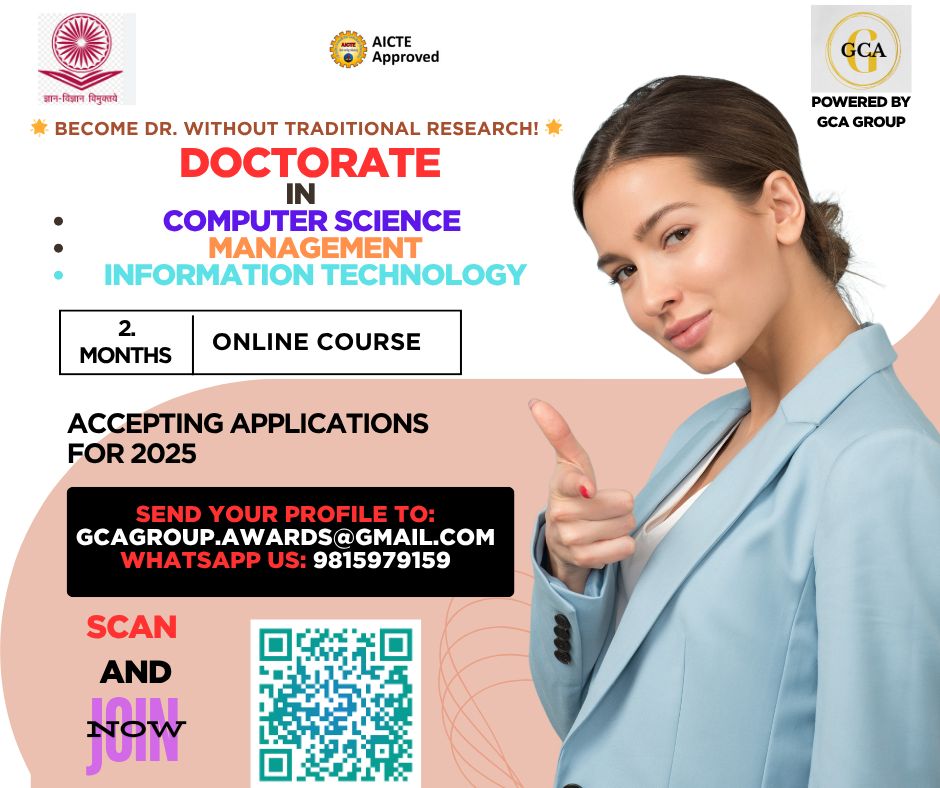 ज्ञान-विज्ञान विमुक्तये
AICTE
AICTE
Approved
GCA
POWERED BY
GCA GROUP
🌟 BECOME DR. WITHOUT TRADITIONAL RESEARCH! 🌟
DOCTORATE
IN
• COMPUTER SCIENCE
• MANAGEMENT
• INFORMATION TECHNOLOGY
2.
MONTHS
ONLINE COURSE
ACCEPTING APPLICATIONS
FOR 2025
SEND YOUR PROFILE TO:
GCAGROUP.AWARDS@GMAIL.COM
WHATSAPP US: 9815979159
SCAN
AND
JOIN
NOW